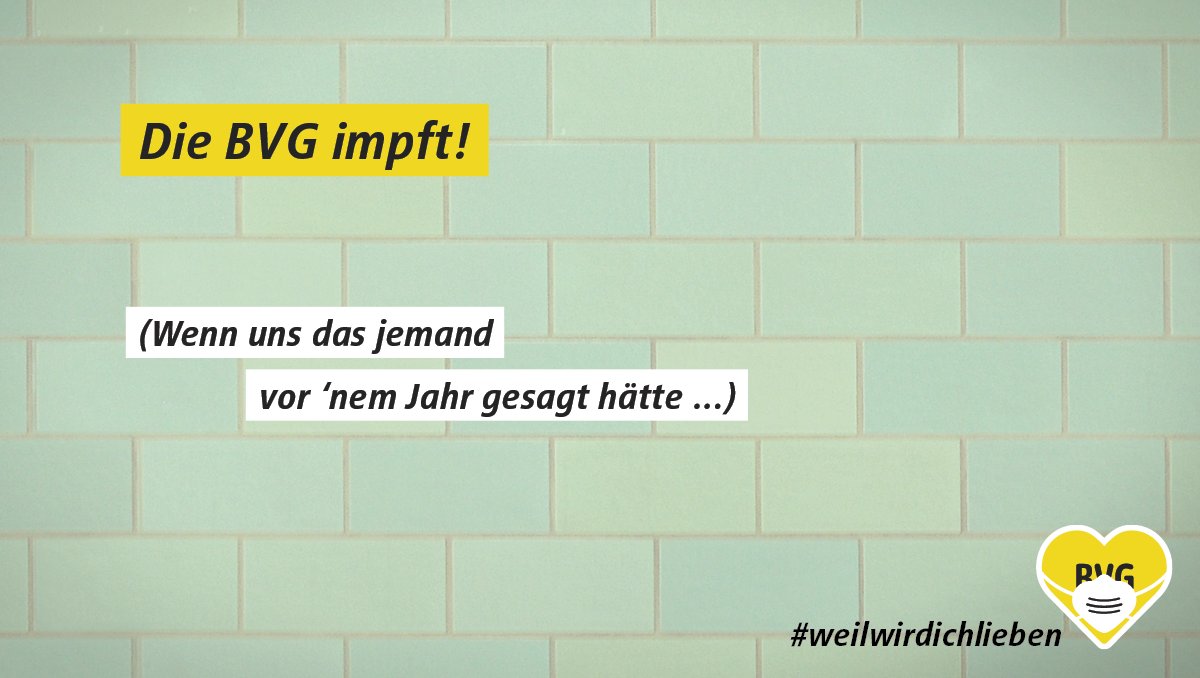 Die BVG impft!
(Wenn uns das jemand
vor ‘nem Jahr gesagt hätte ...)
BVG
#weilwirdichlieben